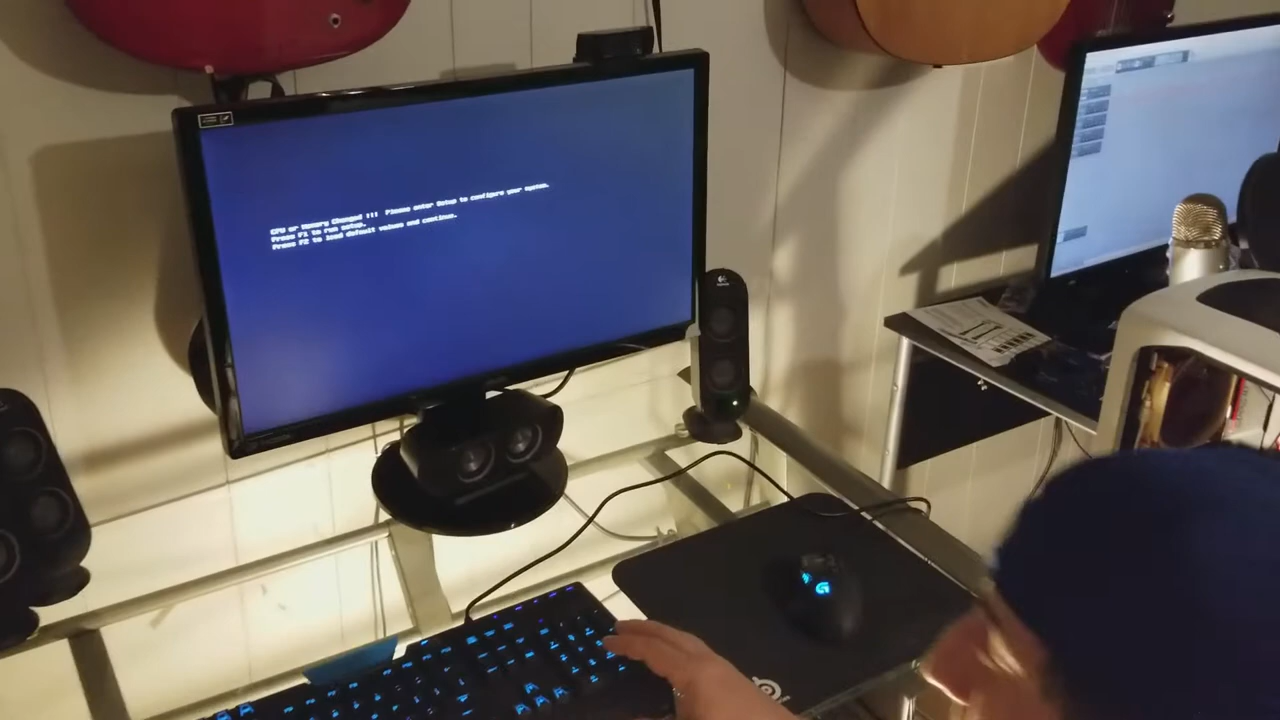 CPU or Memory Changed !!! Please enter Setup to configure your system.
Press F1 to run setup.
Press F2 to load default values and continue.